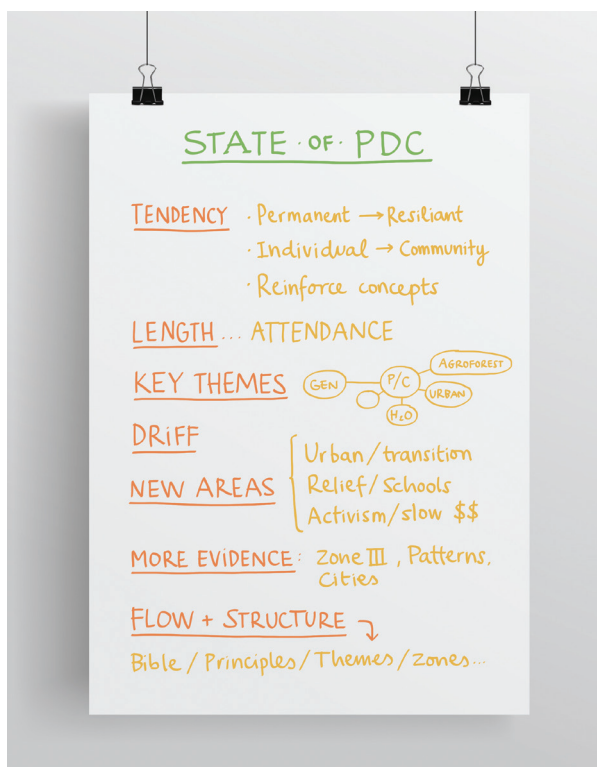 STATE · OF · PDC
TENDENCY · Permanent → Resiliant
· Individual → Community
· Reinforce concepts
LENGTH ... ATTENDANCE
KEY THEMES GEN P/C AGROFOREST
URBAN
H2O
DRiFF
NEW AREAS
Urban/transition
Relief/Schools
Activism/slow $$
MORE EViDENCE: Zone III, Patterns,
Cities
FLOW + STRUCTURE
Bible / Principles / Themes / Zones...